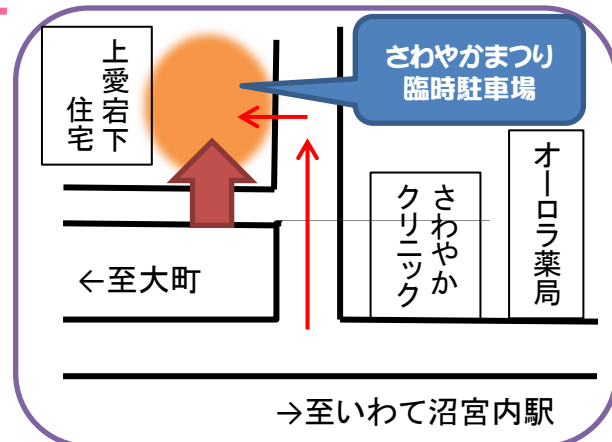 さわやかまつり
臨時駐車場
上愛宕下
住宅
さわやか
クリニック
オーロラ薬局
←至大町
→至いわて沼宮内駅